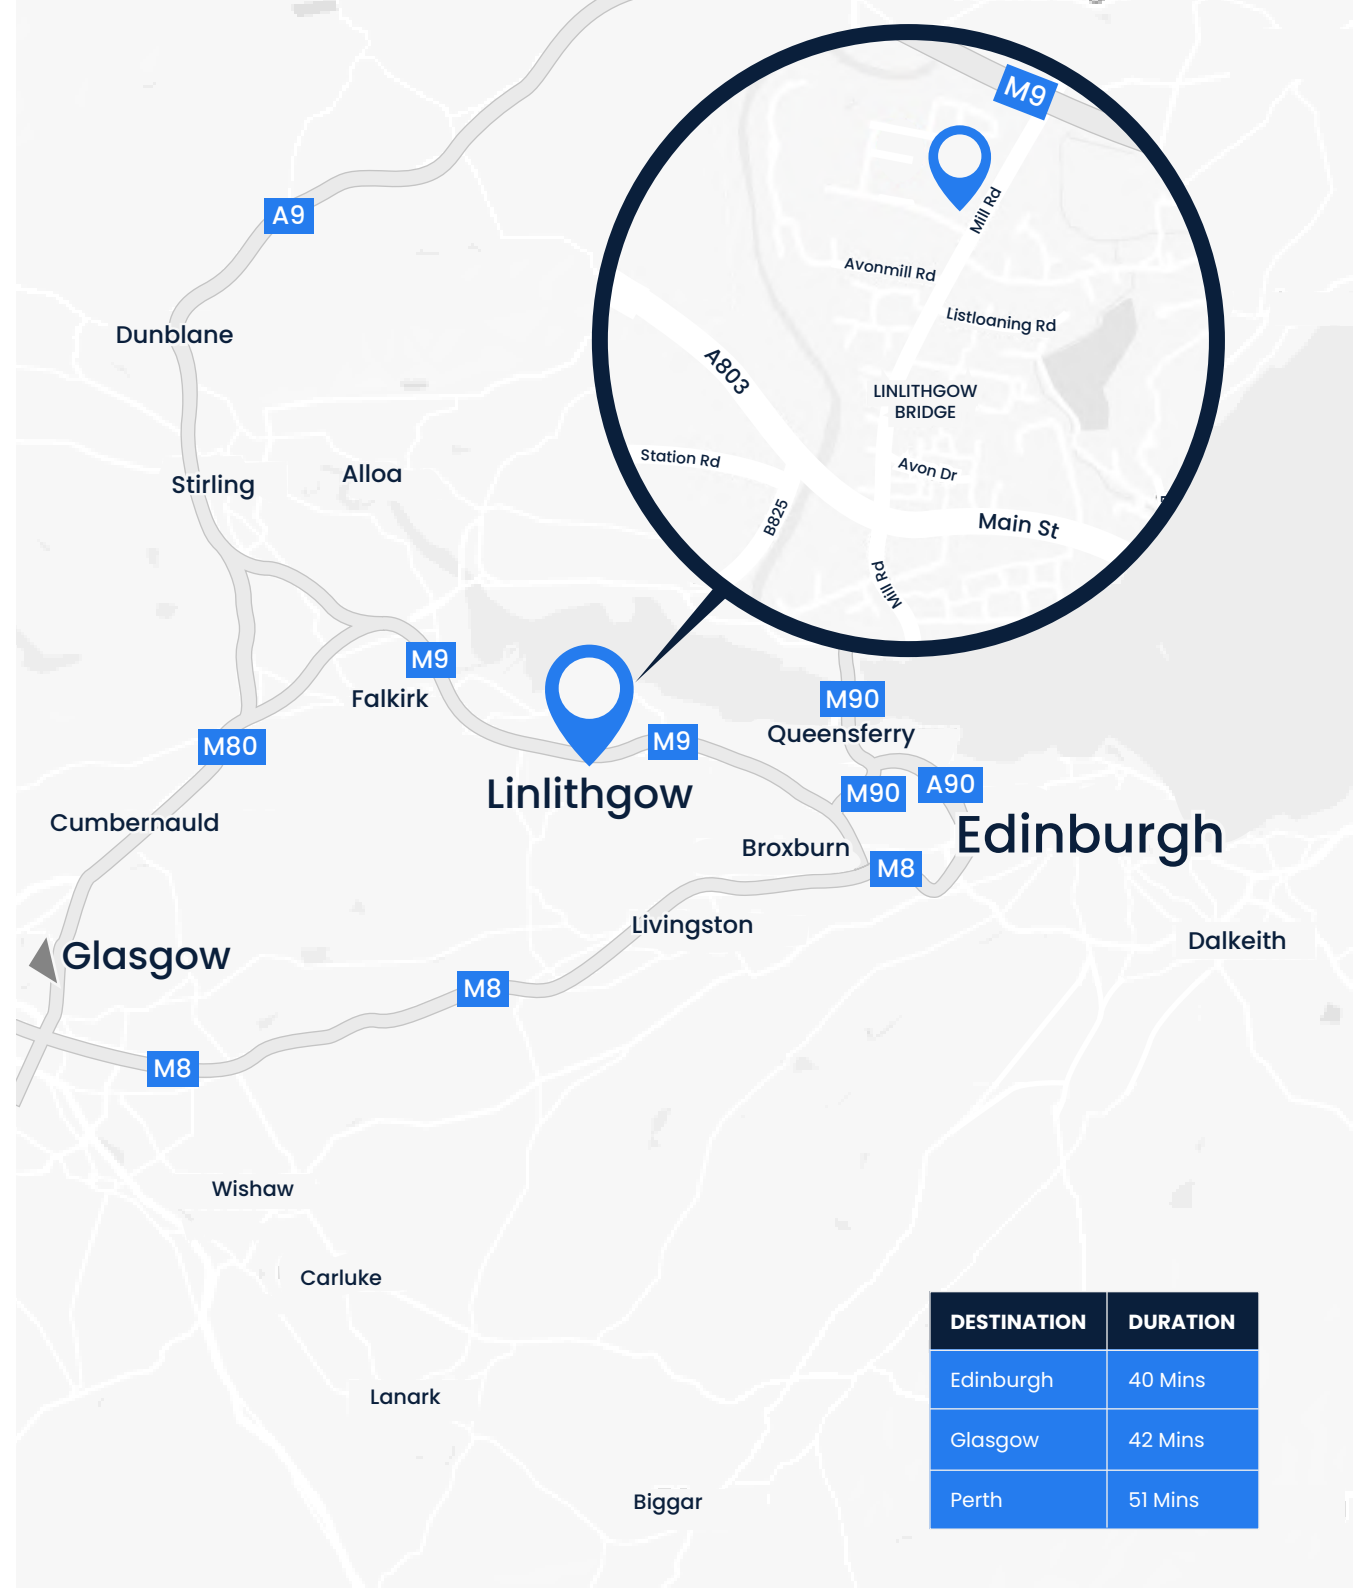 M9
A9
Mill Rd
Avonmill Rd
Listloaning Rd
Dunblane
A803
LINLITHGOW
BRIDGE
Station Rd
Avon Dr
Alloa
Stirling
B825
Main St
Mill Rd
M9
Falkirk
M90
Queensferry
M80
M9
Linlithgow
M90
A90
Cumbernauld
Edinburgh
Broxburn
M8
Livingston
Dalkeith
Glasgow
M8
M8
Wishaw
Carluke
Lanark
Biggar
DESTINATION DURATION
Edinburgh 40 Mins
Glasgow 42 Mins
Perth 51 Mins